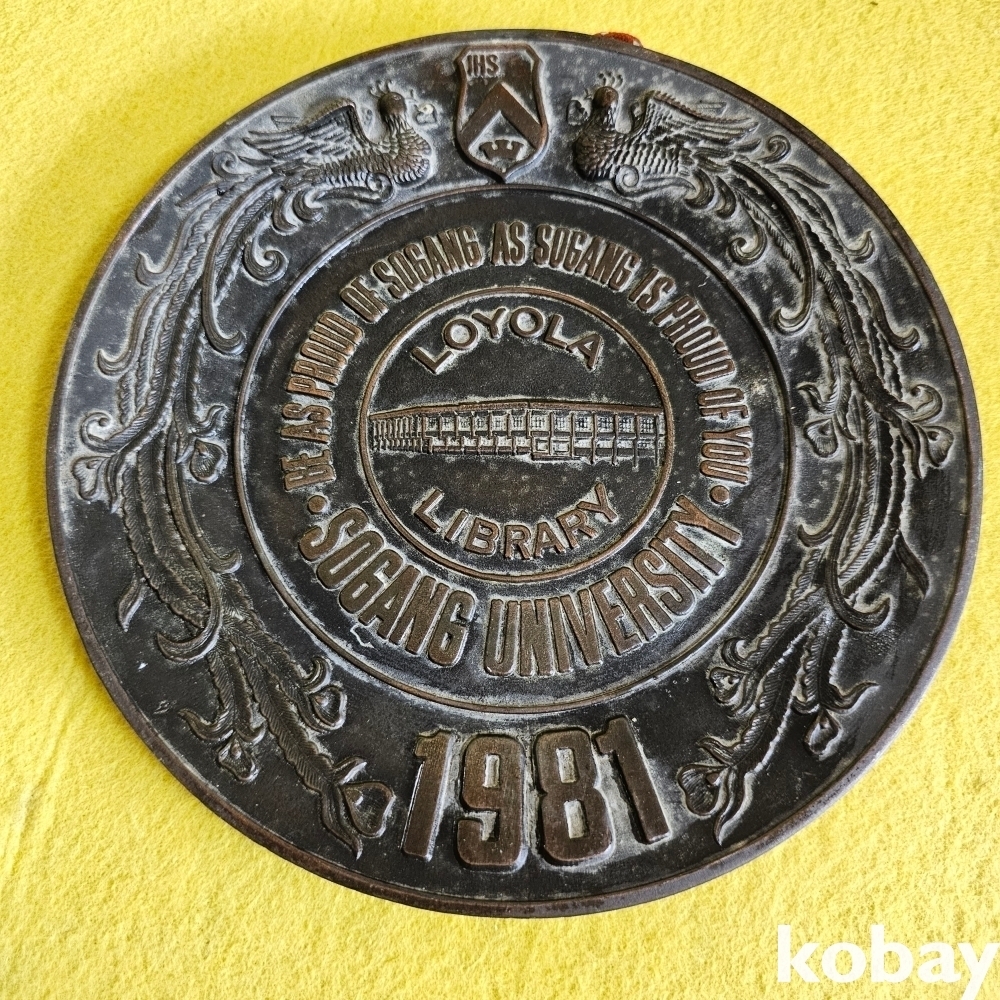 IHS
BE AS PROUD OF SOGANG AS SOGANG IS PROUD OF YOU
LOYOLA
LIBRARY
• SOGANG UNIVERSITY •
1981
kobay